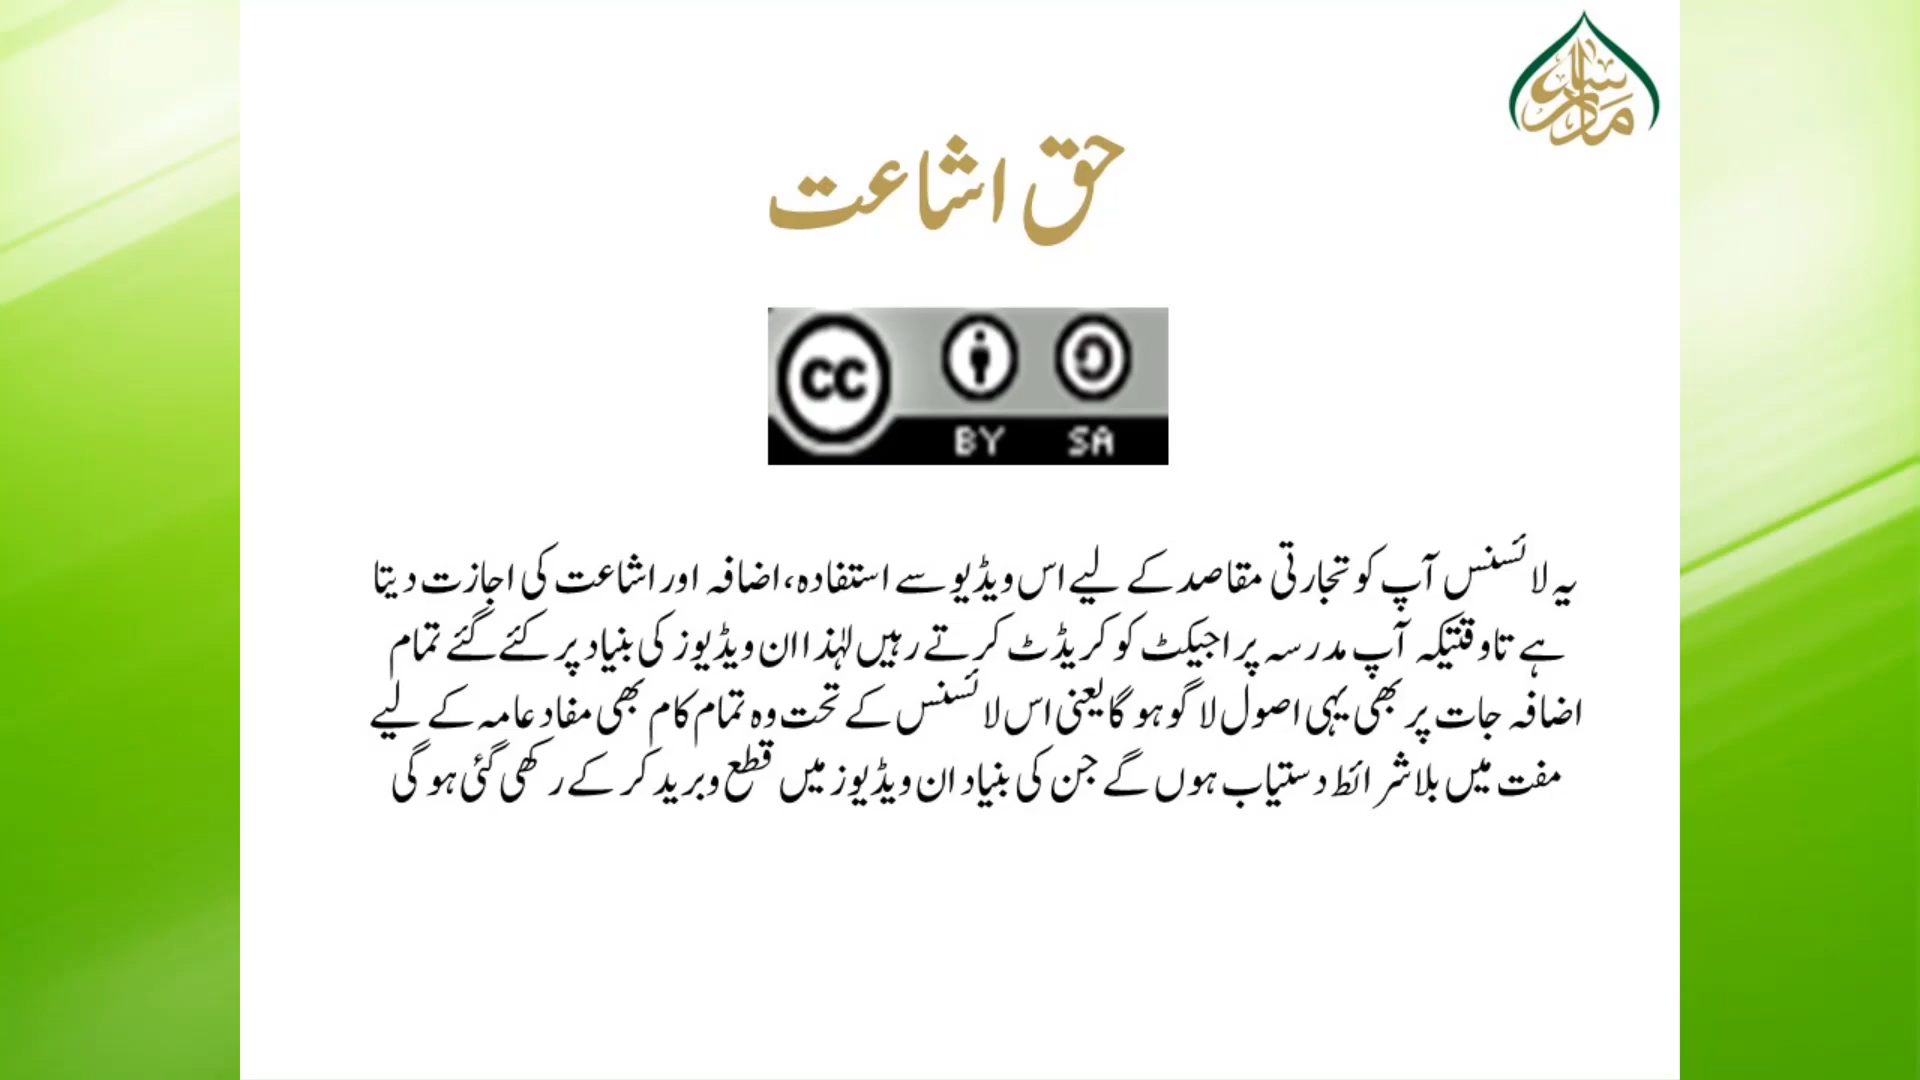 مدرسہ
حق اشاعت
cc
BY SA
یہ لائسنس آپ کو تجارتی مقاصد کے لیے اس ویڈیو سے استفادہ، اضافہ اور اشاعت کی اجازت دیتا
ہے تاوقتیکہ آپ مدرسہ پراجیکٹ کو کریڈٹ کرتے رہیں لہٰذا ان ویڈیوز کی بنیاد پر کئے گئے تمام
اضافہ جات پر بھی یہی اصول لاگو ہو گا یعنی اس لائسنس کے تحت وہ تمام کام بھی مفاد عامہ کے لیے
مفت میں بلا شرائط دستیاب ہوں گے جن کی بنیاد ان ویڈیوز میں قطع و برید کر کے رکھی گئی ہو گی